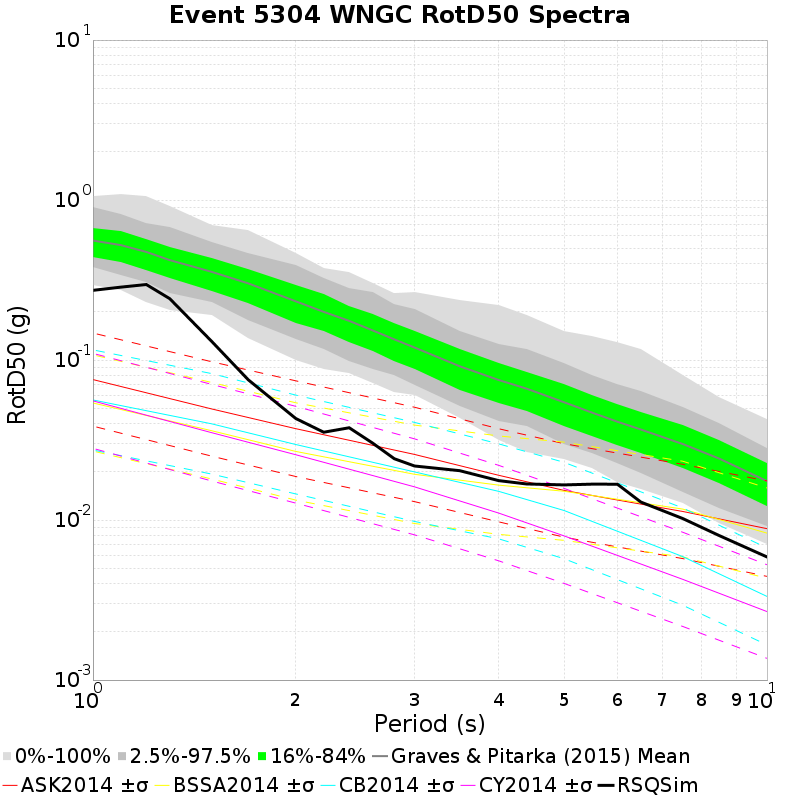 Event 5304 WNGC RotD50 Spectra
10^1
10^0
10^-1
10^-2
10^-3
RotD50 (g)
10^0 2 3 4 5 6 7 8 9 10^1
Period (s)
0%-100% 2.5%-97.5% 16%-84% Graves & Pitarka (2015) Mean
ASK2014 ±σ BSSA2014 ±σ CB2014 ±σ CY2014 ±σ RSQSim